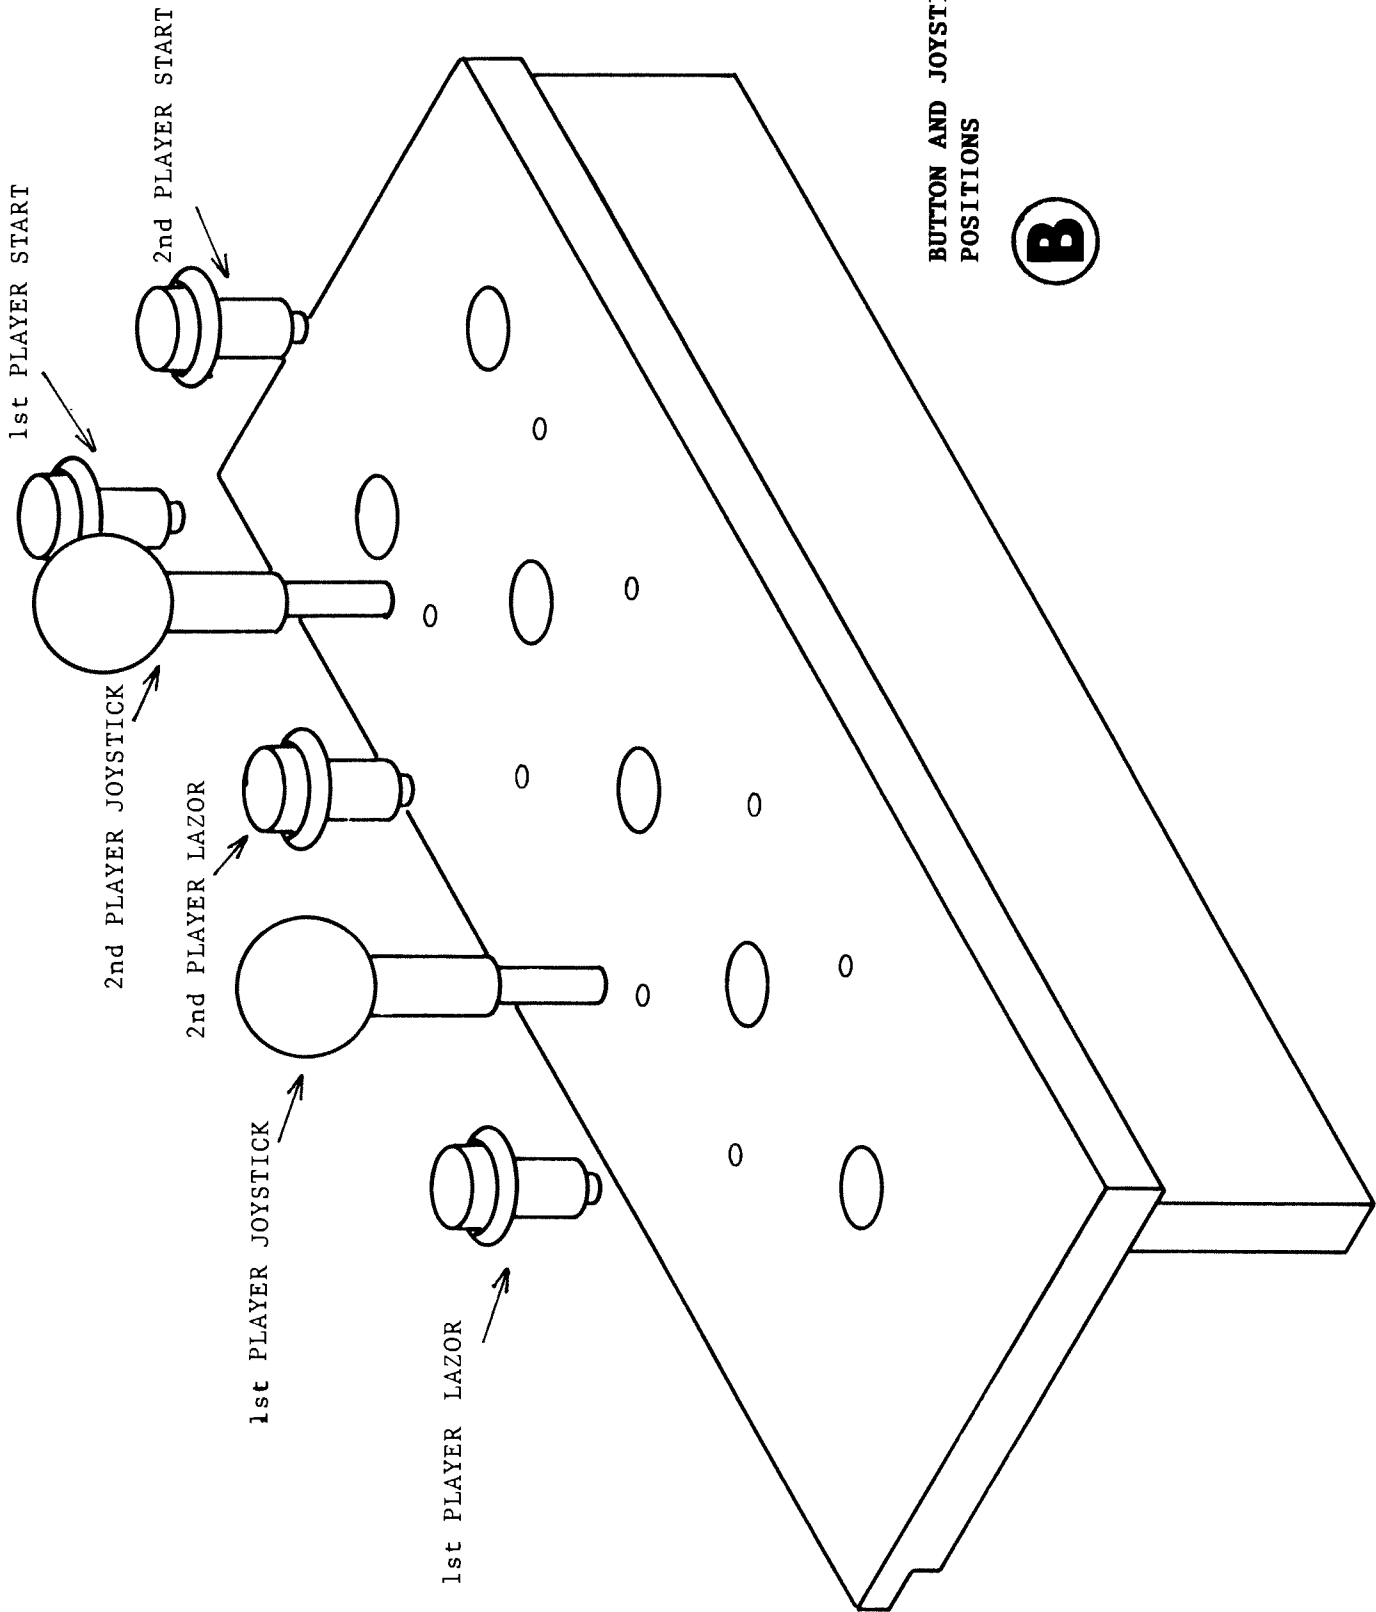 1st PLAYER START
2nd PLAYER START
2nd PLAYER JOYSTICK
2nd PLAYER LAZOR
1st PLAYER JOYSTICK
1st PLAYER LAZOR
BUTTON AND
POSITIONS
B